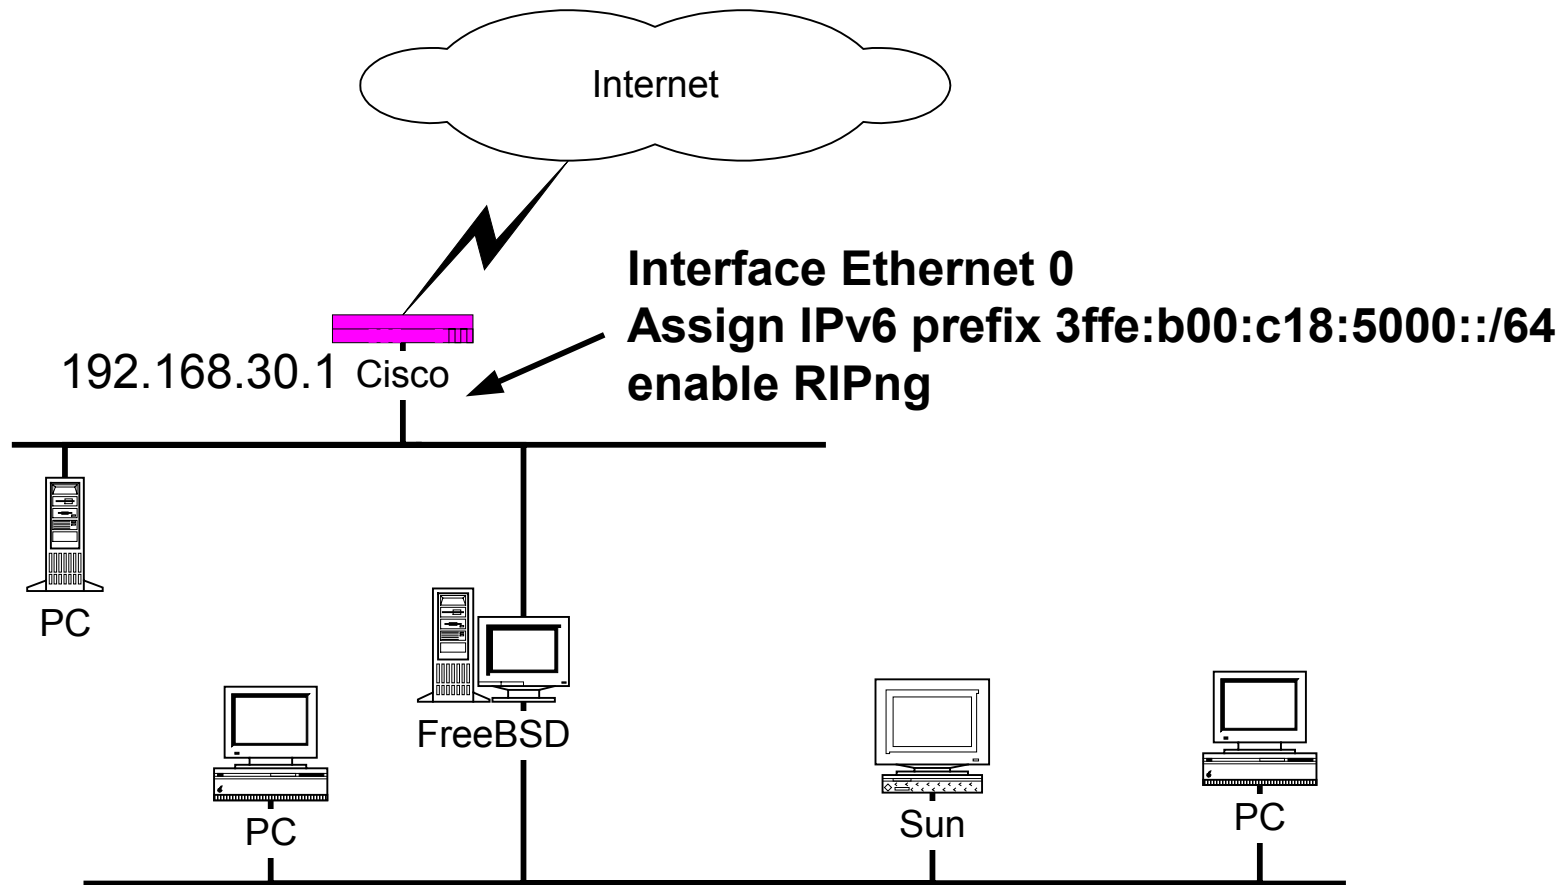 Internet
Interface Ethernet 0
Assign IPv6 prefix 3ffe:b00:c18:5000::/64
enable RIPng
192.168.30.1 Cisco
PC
FreeBSD
PC
Sun
PC